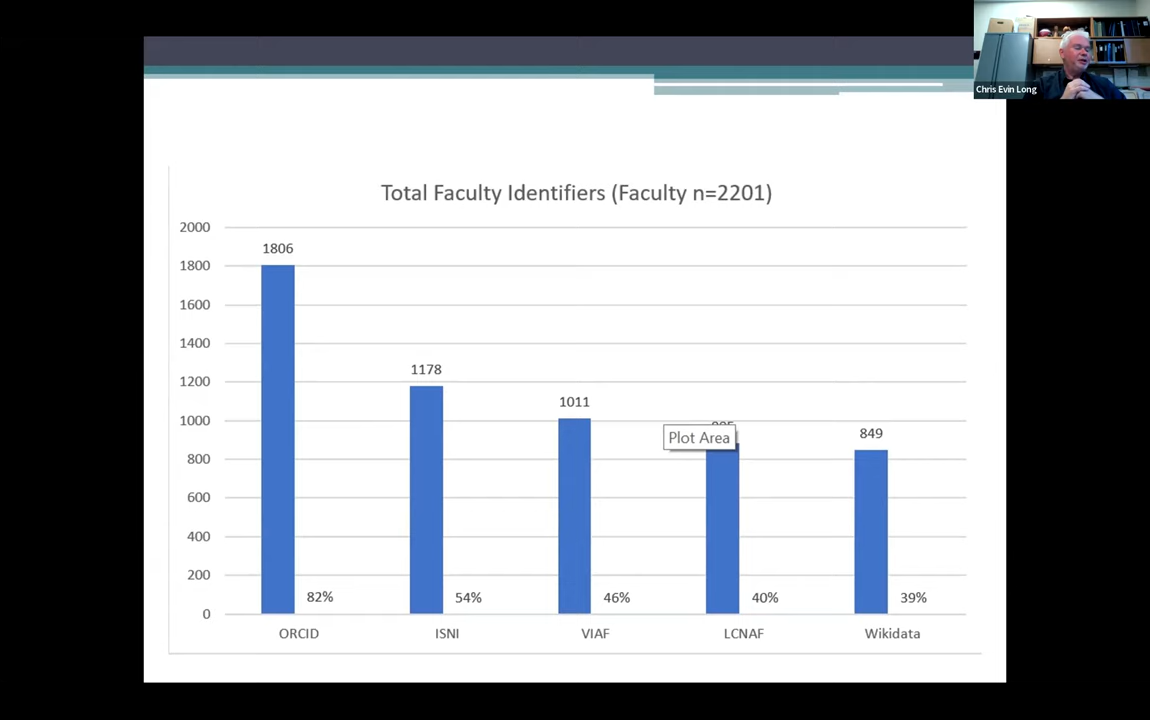 Chris Evin Long
Total Faculty Identifiers (Faculty n=2201)
2000
1806
1800
1600
1400
1178
1200
1011
1000
Plot Area
849
800
600
400
200
82%
54%
46%
40%
39%
0
ORCID
ISNI
VIAF
LCNAF
Wikidata